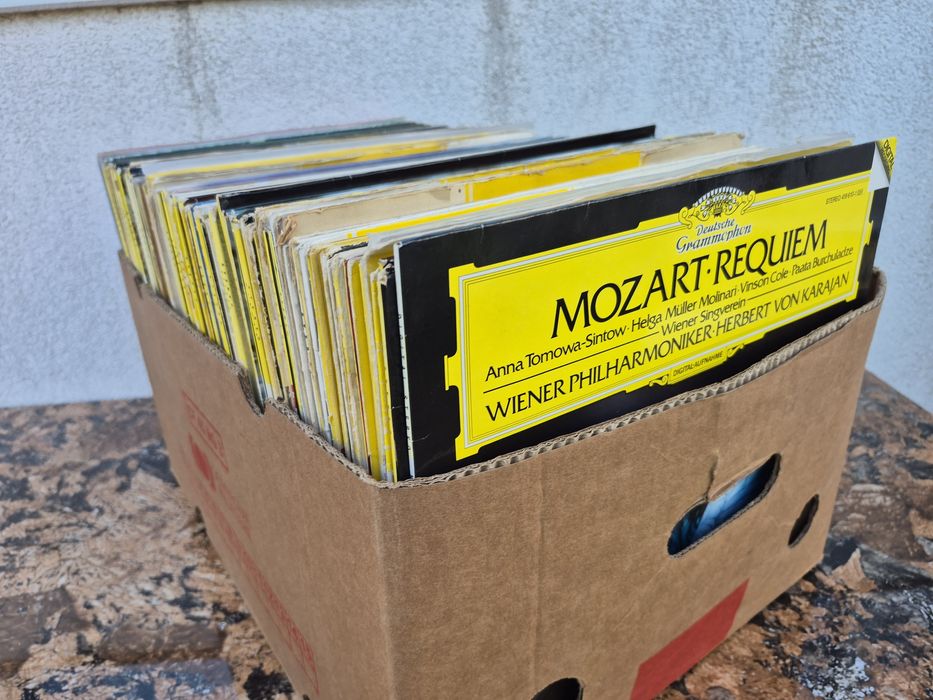 DIGITAL
Deutsche
Grammophon
MOZART·REQUIEM
Anna Tomowa-Sintow·Helga Müller Molinari·Vinson Cole·Paata Burchuladze
Wiener Singverein
WIENER PHILHARMONIKER·HERBERT VON KARAJAN
DIGITAL-AUFNAHME